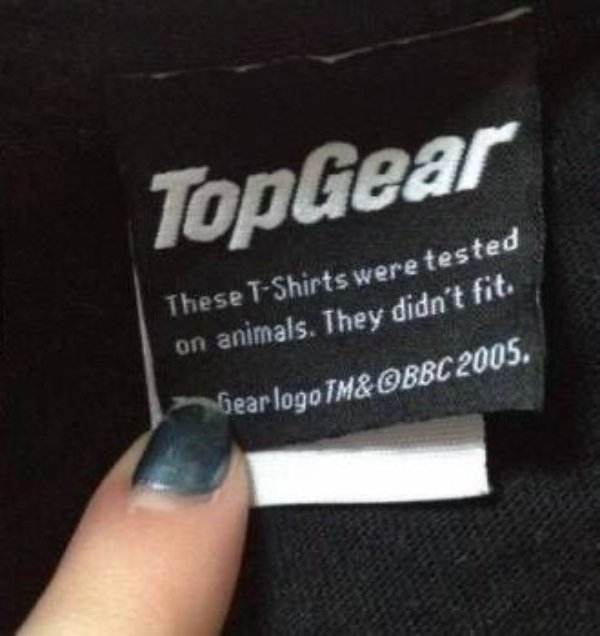 TopGear
These T-Shirts were tested
on animals. They didn't fit.
Gear logo TM & ©BBC 2005.